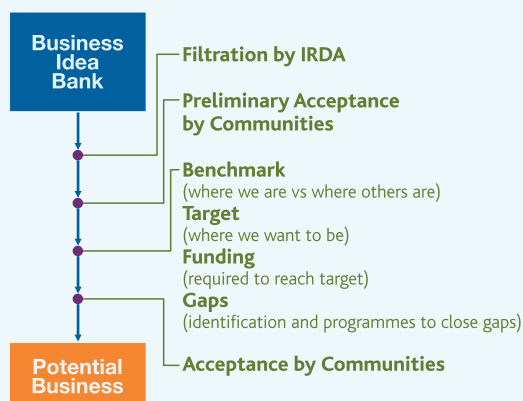 Business
Idea
Bank
Filtration by IRDA
Preliminary Acceptance
by Communities
Benchmark
(where we are vs where others are)
Target
(where we want to be)
Funding
(required to reach target)
Gaps
(identification and programmes to close gaps)
Acceptance by Communities
Potential
Business